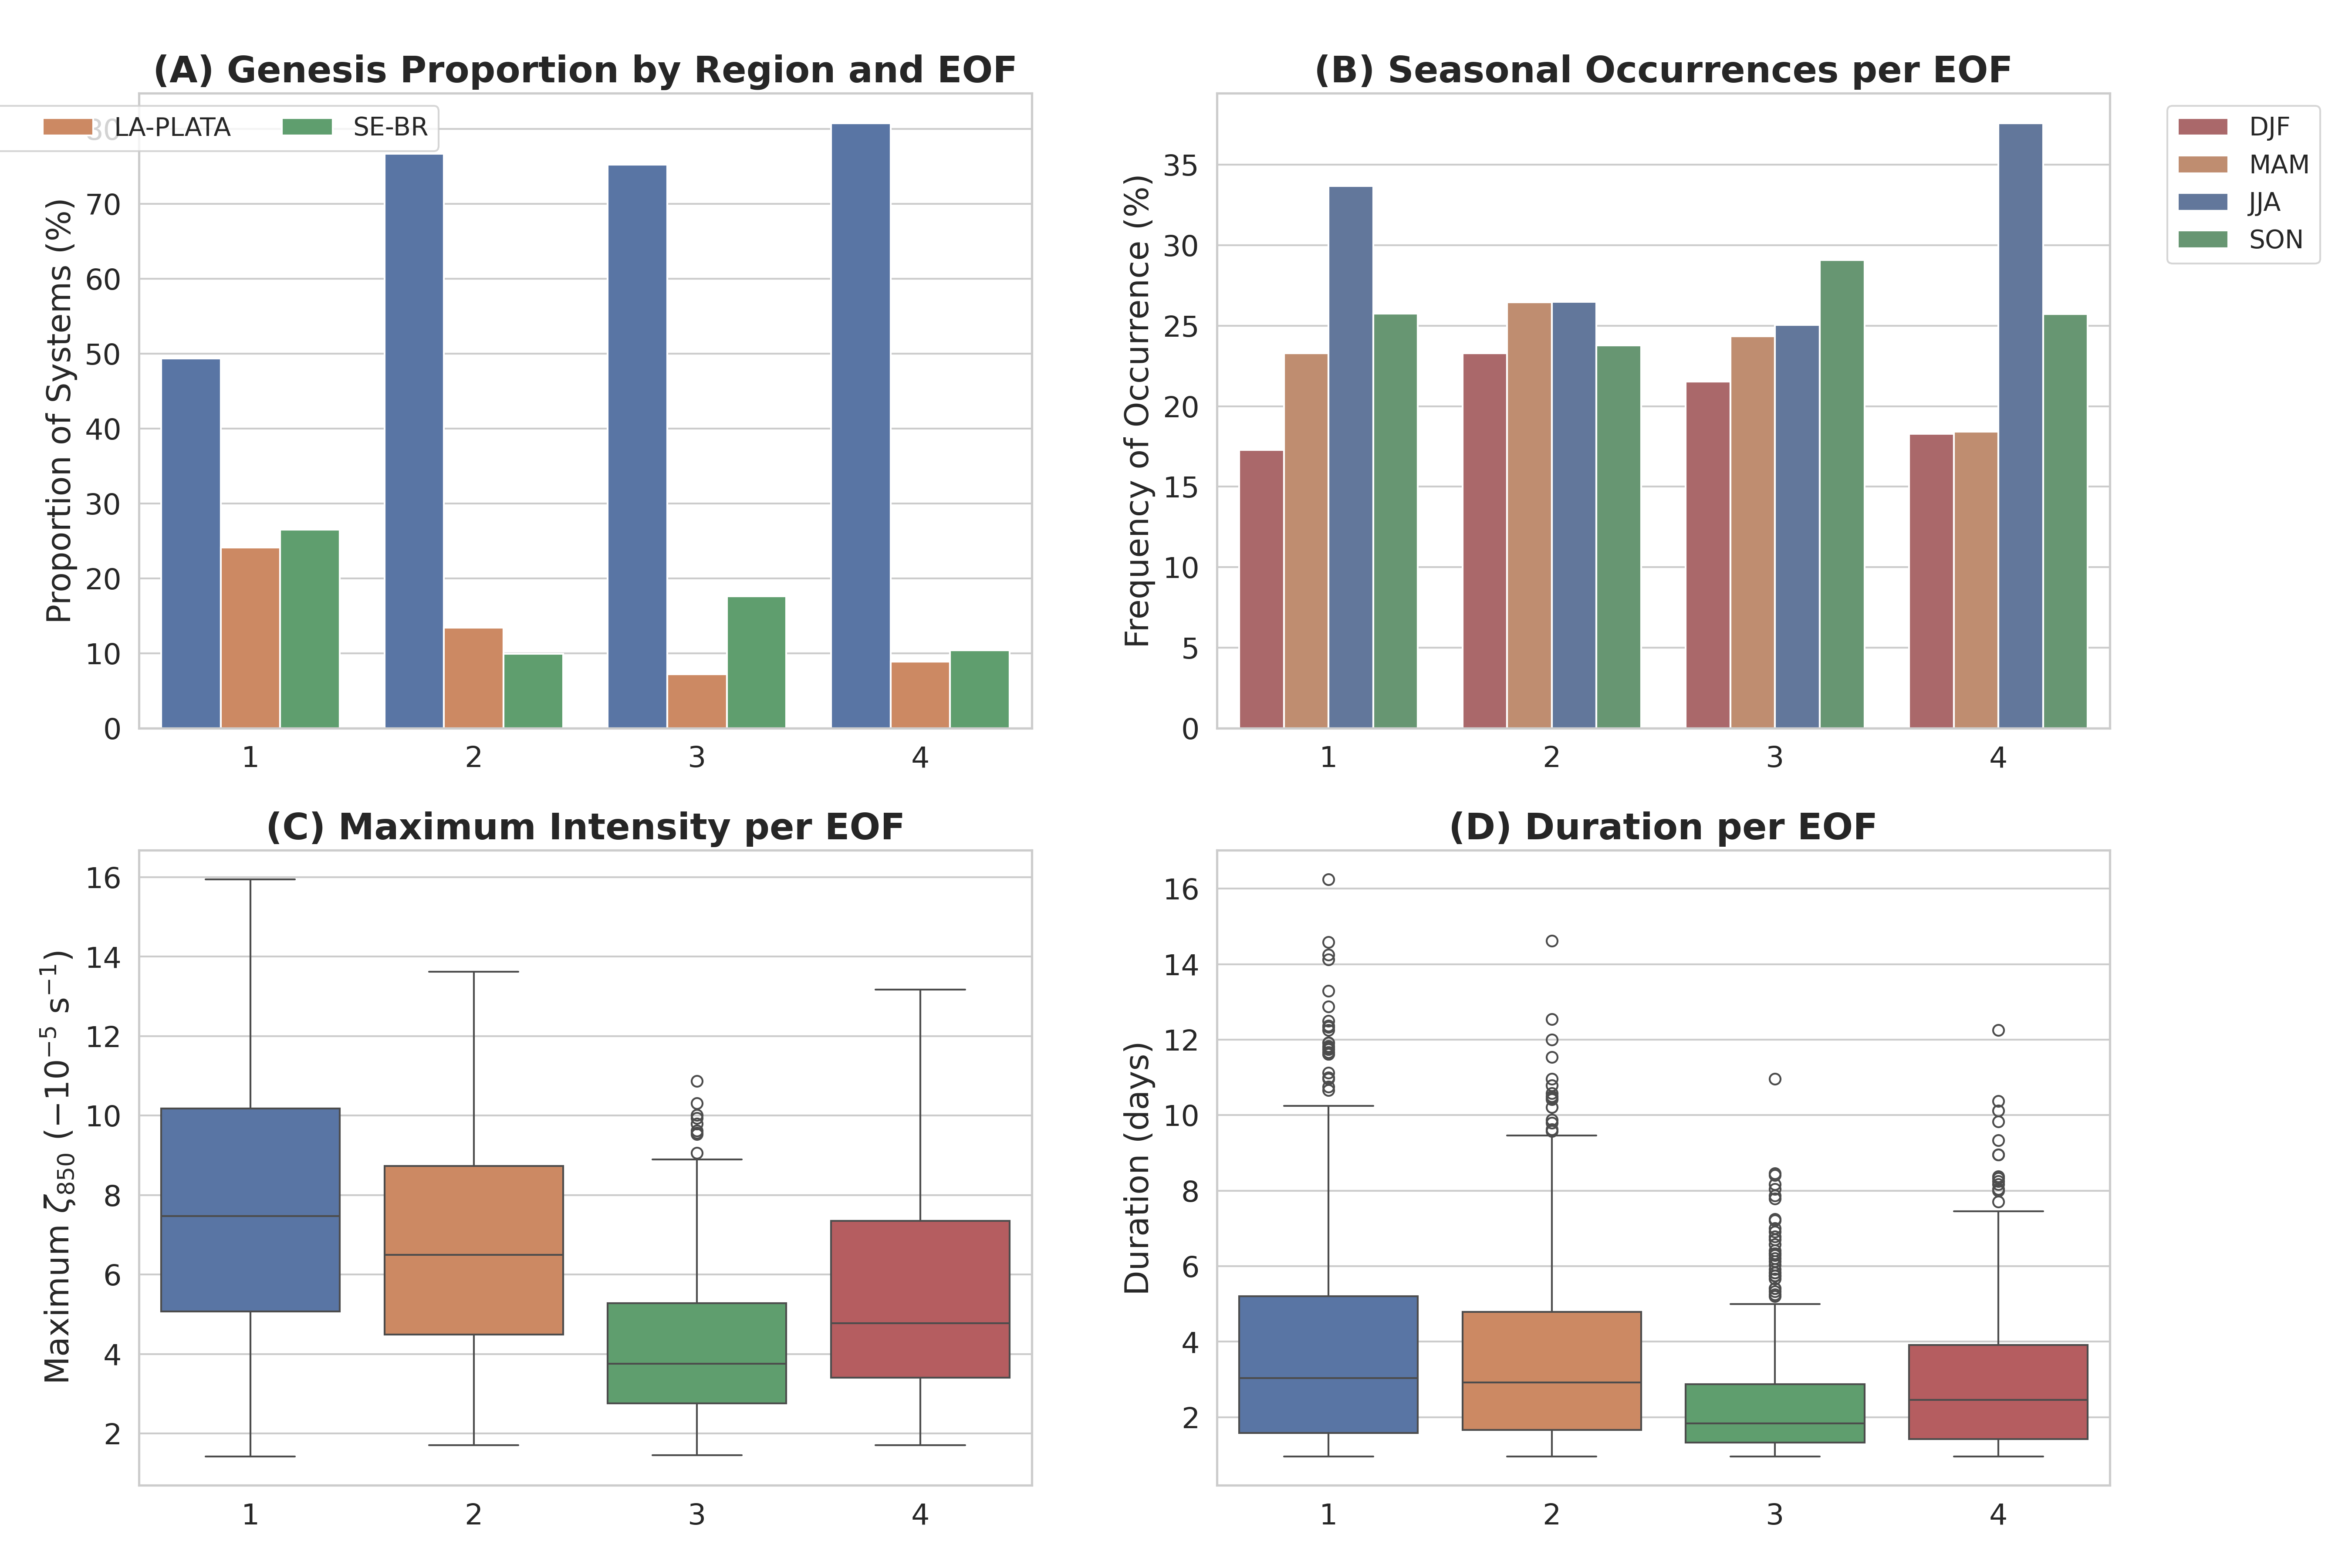 (A) Genesis Proportion by Region and EOF
LA-PLATA SE-BR
Proportion of Systems (%)
80
70
60
50
40
30
20
10
0
1 2 3 4
(B) Seasonal Occurrences per EOF
Frequency of Occurrence (%)
35
30
25
20
15
10
5
0
1 2 3 4
DJF
MAM
JJA
SON
(C) Maximum Intensity per EOF
Maximum ζ₈₅₀ (−10⁻⁵ s⁻¹)
16
14
12
10
8
6
4
2
1 2 3 4
(D) Duration per EOF
Duration (days)
16
14
12
10
8
6
4
2
1 2 3 4